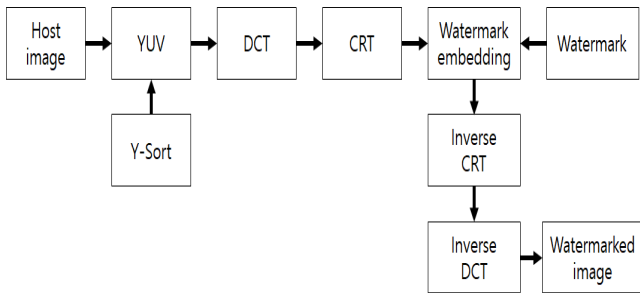 Host
image
YUV
DCT
CRT
Watermark
embedding
Watermark
Y-Sort
Inverse
CRT
Inverse
DCT
Watermarked
image